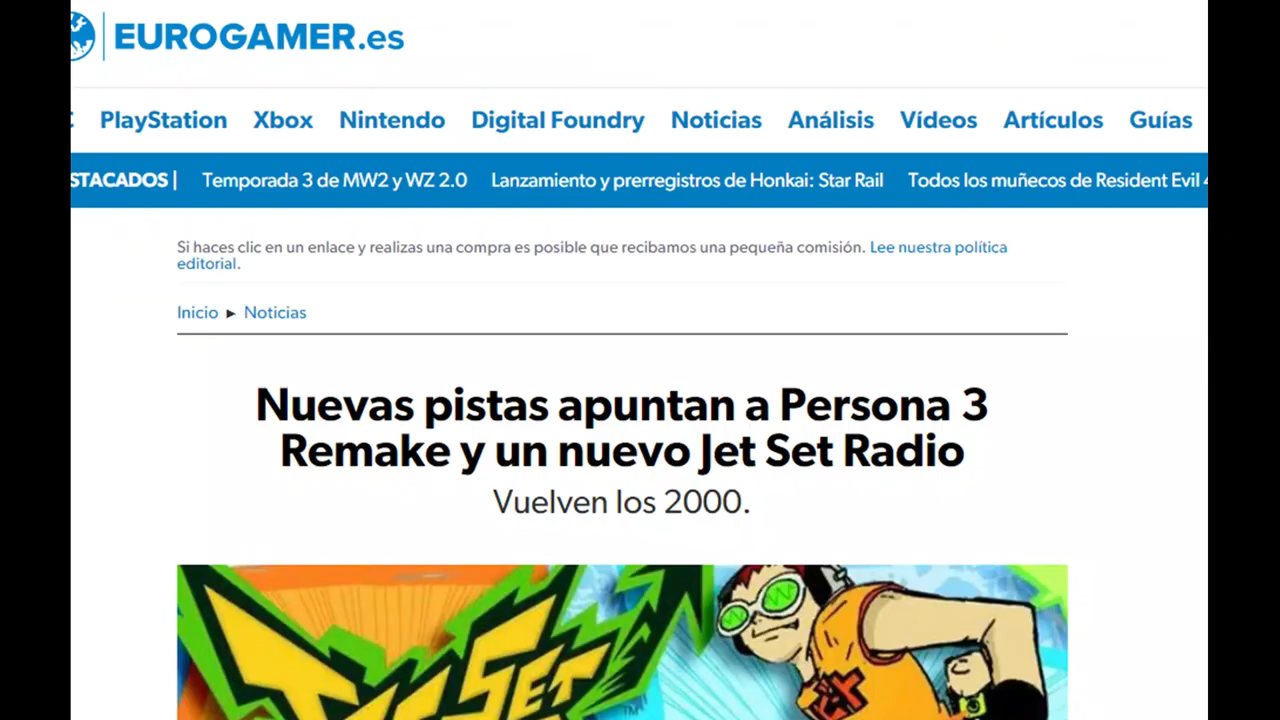 EUROGAMER.es
PlayStation Xbox Nintendo Digital Foundry Noticias Análisis Vídeos Artículos Guías
STACADOS | Temporada 3 de MW2 y WZ 2.0 Lanzamiento y prerregistros de Honkai: Star Rail Todos los muñecos de Resident Evil 4
Si haces clic en un enlace y realizas una compra es posible que recibamos una pequeña comisión. Lee nuestra política
editorial.
Inicio ► Noticias
Nuevas pistas apuntan a Persona 3
Remake y un nuevo Jet Set Radio
Vuelven los 2000.
JET SET